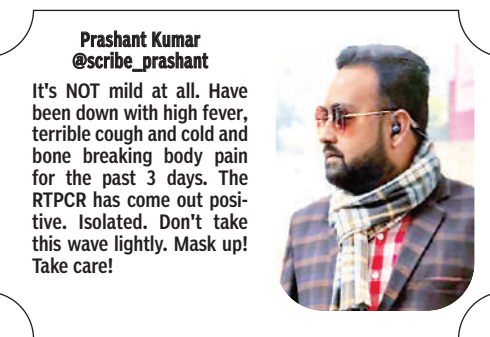 Prashant Kumar
@scribe_prashant
It's NOT mild at all. Have
been down with high fever,
terrible cough and cold and
bone breaking body pain
for the past 3 days. The
RTPCR has come out posi-
tive. Isolated. Don't take
this wave lightly. Mask up!
Take care!